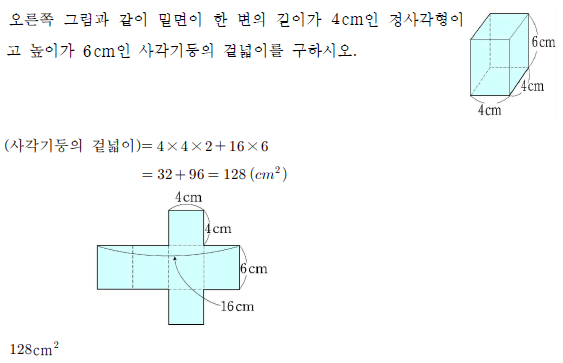 오른쪽 그림과 같이 밑면이 한 변의 길이가 4cm인 정사각형이
고 높이가 6cm인 사각기둥의 겉넓이를 구하시오.
6cm
4cm
4cm
(사각기둥의 겉넓이)= 4×4×2+16×6
= 32+96 = 128 (cm²)
4cm
4cm
6cm
16cm
128cm²